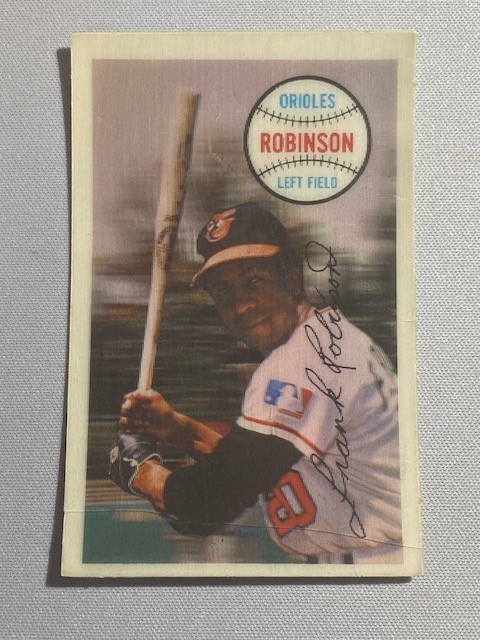 ORIOLES
ROBINSON
LEFT FIELD
Frank Robinson